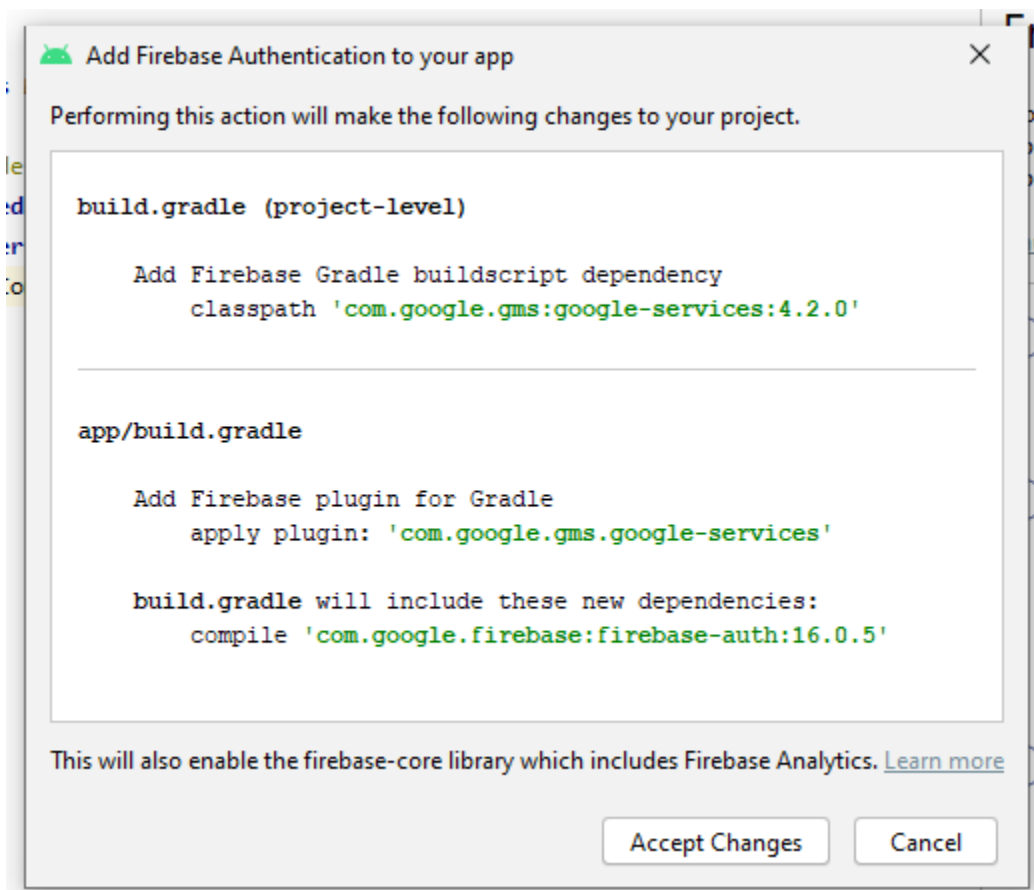 Add Firebase Authentication to your app
Performing this action will make the following changes to your project.
build.gradle (project-level)
Add Firebase Gradle buildscript dependency
classpath 'com.google.gms:google-services:4.2.0'
app/build.gradle
Add Firebase plugin for Gradle
apply plugin: 'com.google.gms.google-services'
build.gradle will include these new dependencies:
compile 'com.google.firebase:firebase-auth:16.0.5'
This will also enable the firebase-core library which includes Firebase Analytics. Learn more
Accept Changes
Cancel